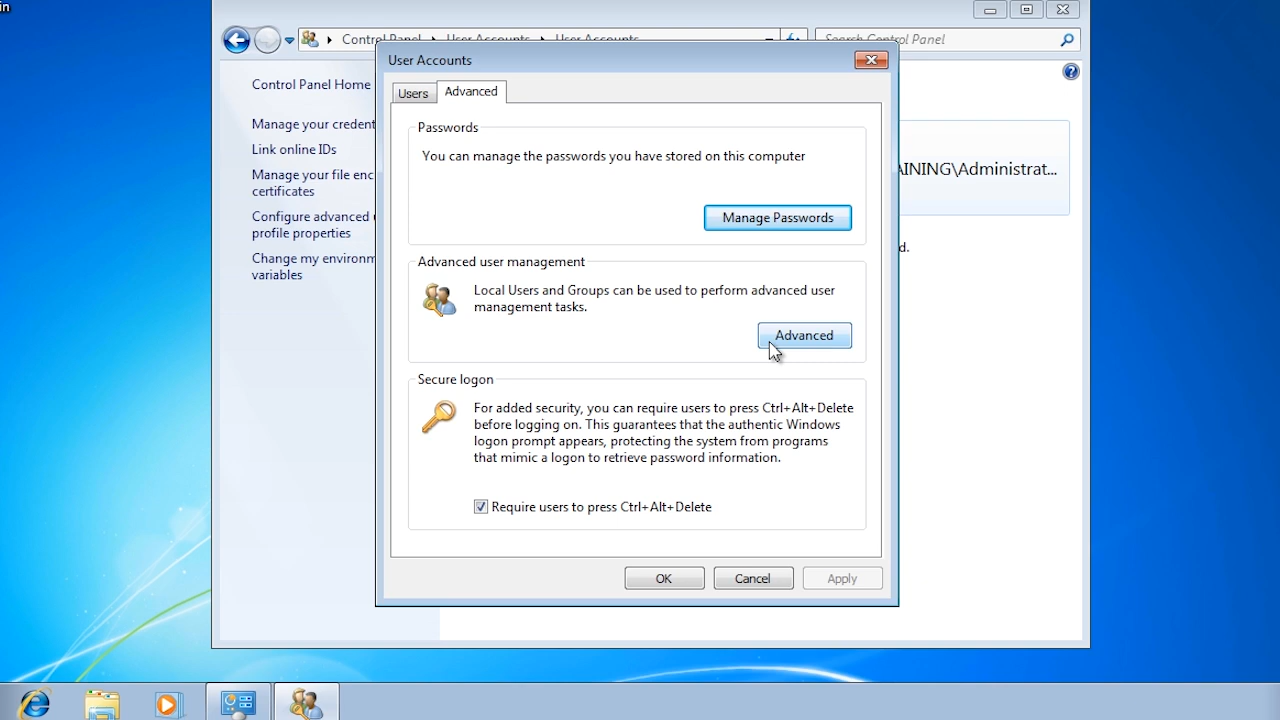 in
Control Panel User Accounts User Accounts
Search Control Panel
User Accounts
Users
Advanced
Control Panel Home
Manage your credent
Link online IDs
Manage your file enc
certificates
Configure advanced u
profile properties
Change my environm
variables
Passwords
You can manage the passwords you have stored on this computer
Manage Passwords
Advanced user management
Local Users and Groups can be used to perform advanced user
management tasks.
Advanced
Secure logon
For added security, you can require users to press Ctrl+Alt+Delete
before logging on. This guarantees that the authentic Windows
logon prompt appears, protecting the system from programs
that mimic a logon to retrieve password information.
Require users to press Ctrl+Alt+Delete
OK
Cancel
Apply
AINING\Administrat...
d.